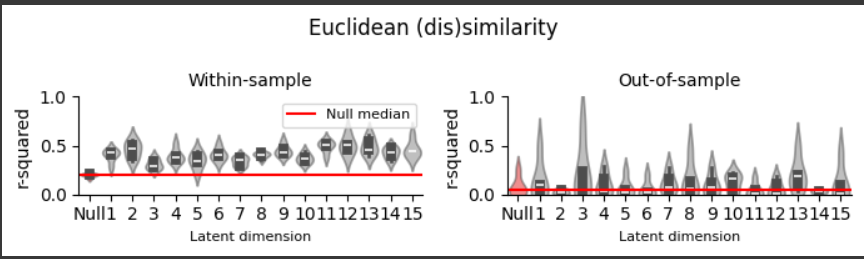 Euclidean (dis)similarity
Within-sample
r-squared
1.0
0.5
0.0
Null median
Null 1 2 3 4 5 6 7 8 9 10 11 12 13 14 15
Latent dimension
Out-of-sample
r-squared
1.0
0.5
0.0
Null 1 2 3 4 5 6 7 8 9 10 11 12 13 14 15
Latent dimension